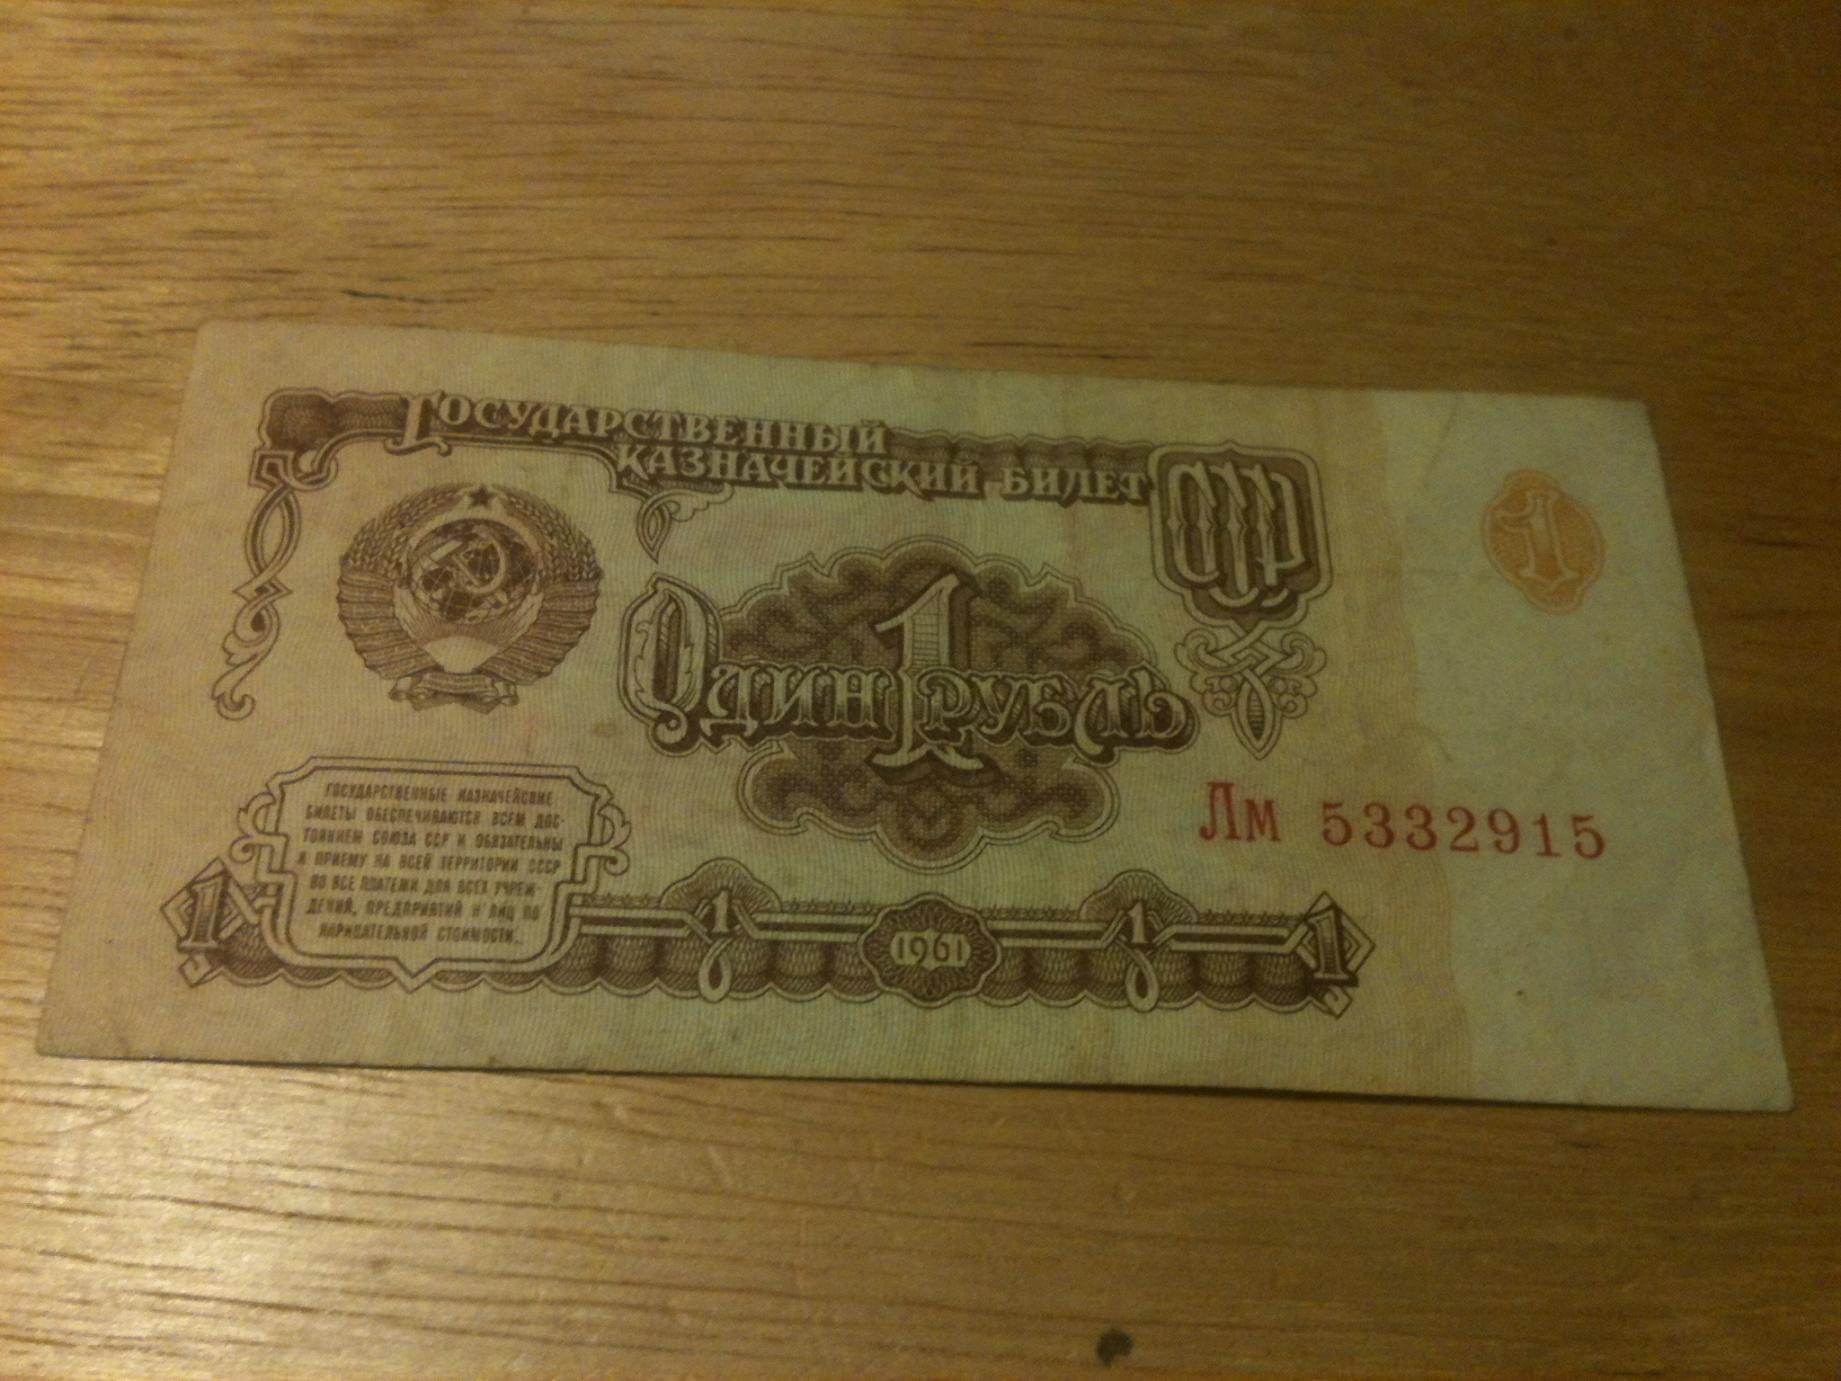 Государственный
казначейский билет
СССР
1
1
Один рубль
Лм 5332915
ГОСУДАРСТВЕННЫЕ КАЗНАЧЕЙСКИЕ
БИЛЕТЫ ОБЕСПЕЧИВАЮТСЯ ВСЕМ ДОС-
ТОЯНИЕМ СОЮЗА ССР И ОБЯЗАТЕЛЬНЫ
К ПРИЕМУ НА ВСЕЙ ТЕРРИТОРИИ СССР
ВО ВСЕ ПЛАТЕЖИ ДЛЯ ВСЕХ УЧРЕЖ-
ДЕНИЙ, ПРЕДПРИЯТИЙ И ЛИЦ ПО
НАРИЦАТЕЛЬНОЙ СТОИМОСТИ.
1 1 1961 1 1